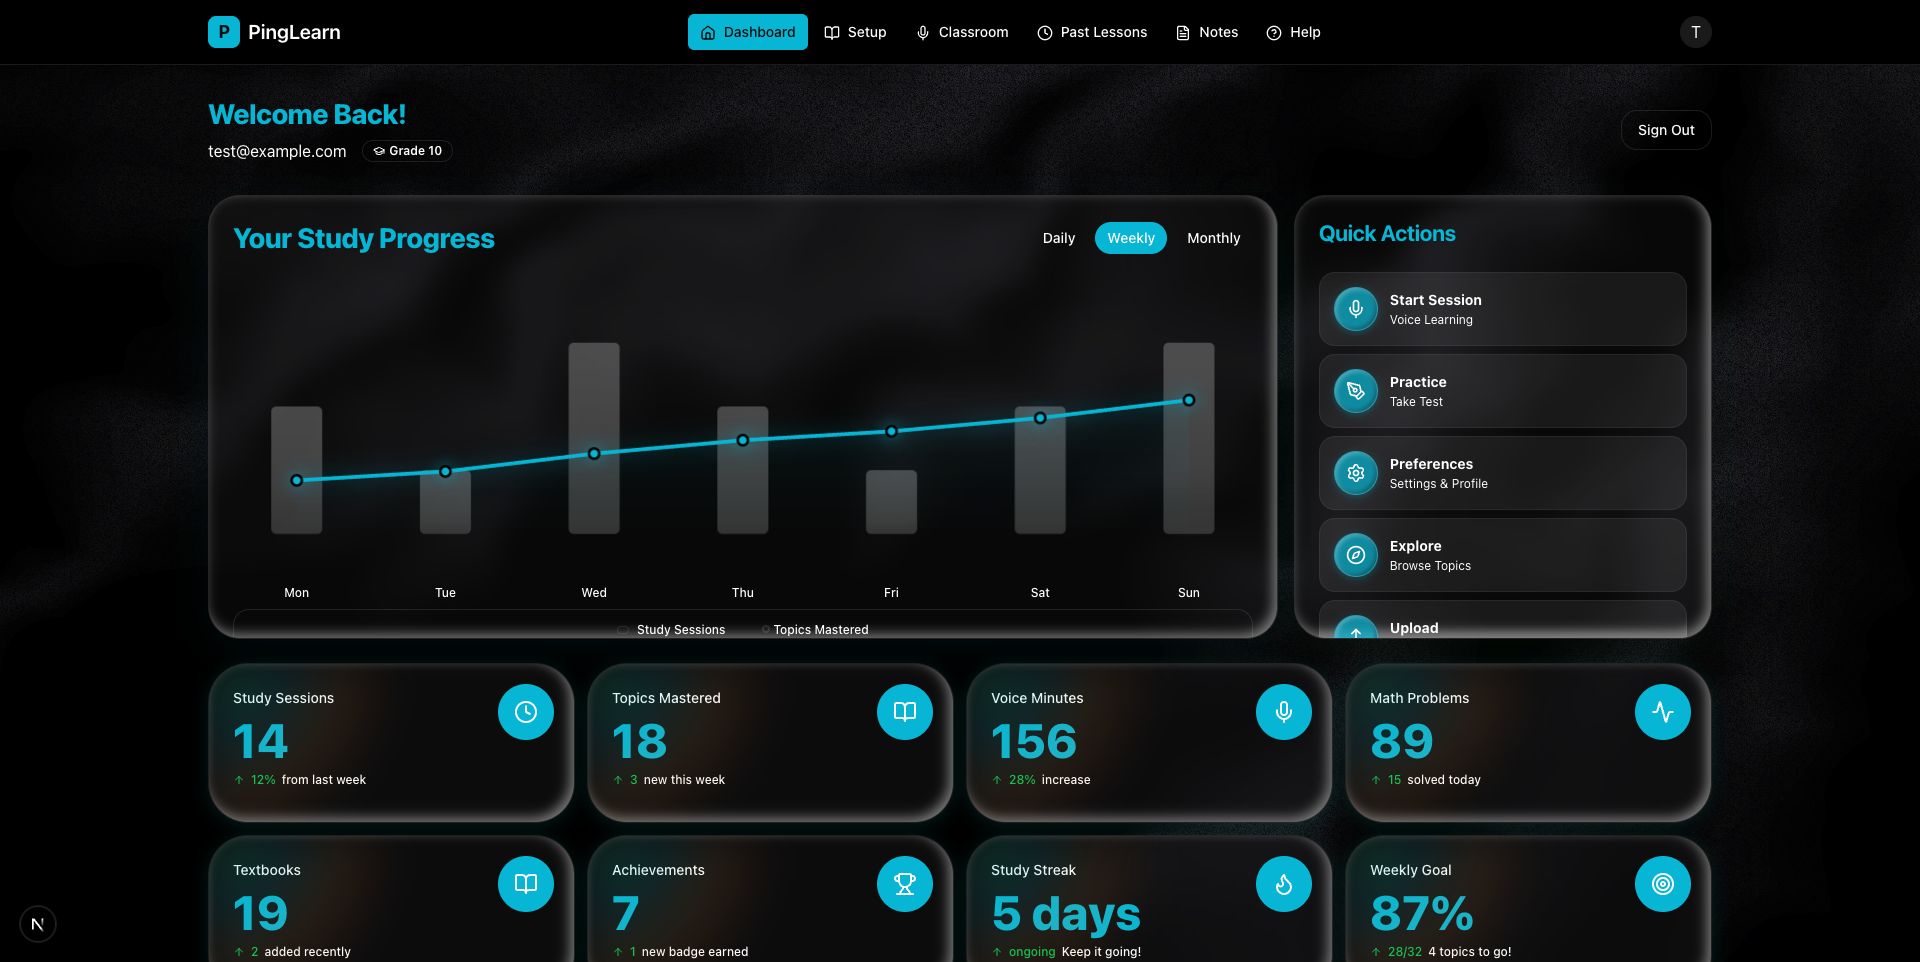 P PingLearn
Dashboard
Setup
Classroom
Past Lessons
Notes
Help
T
Welcome Back!
test@example.com
Grade 10
Sign Out
Your Study Progress
Daily
Weekly
Monthly
Mon
Tue
Wed
Thu
Fri
Sat
Sun
Study Sessions
Topics Mastered
Quick Actions
Start Session
Voice Learning
Practice
Take Test
Preferences
Settings & Profile
Explore
Browse Topics
Upload
Study Sessions
14
↑ 12% from last week
Topics Mastered
18
↑ 3 new this week
Voice Minutes
156
↑ 28% increase
Math Problems
89
↑ 15 solved today
Textbooks
19
↑ 2 added recently
Achievements
7
↑ 1 new badge earned
Study Streak
5 days
↑ ongoing Keep it going!
Weekly Goal
87%
↑ 28/32 4 topics to go!
N